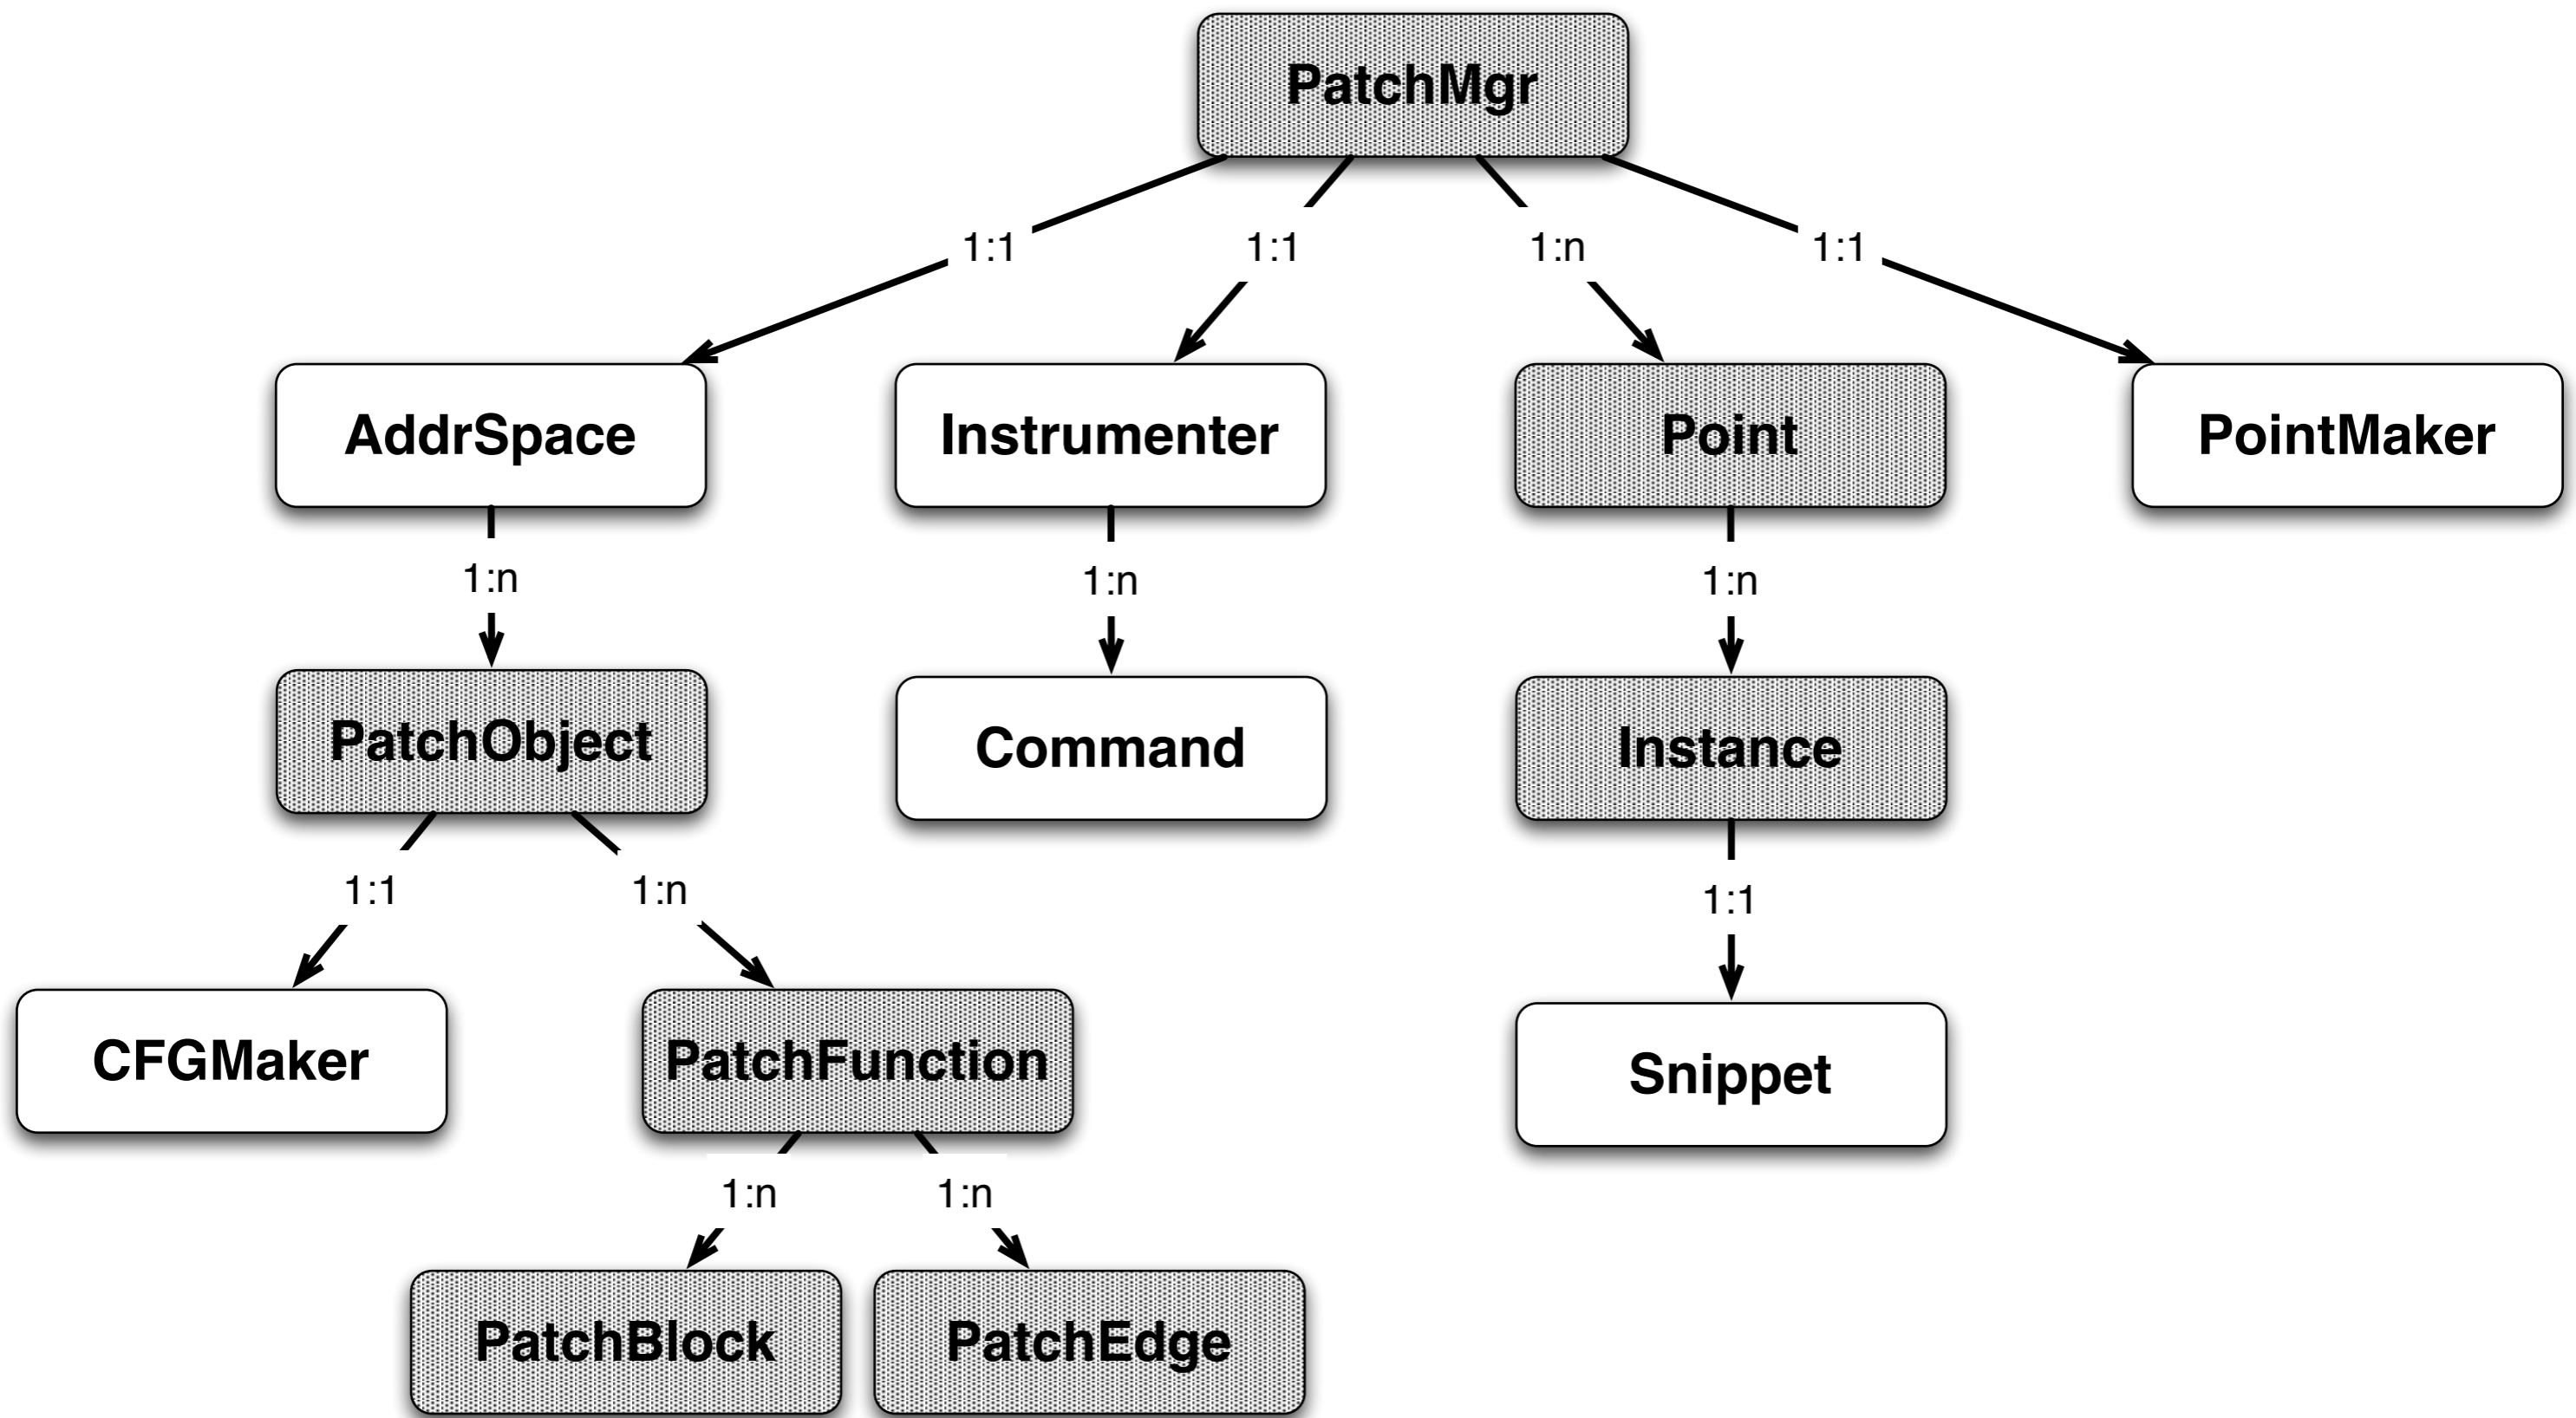 PatchMgr
1:1
1:1
1:n
1:1
AddrSpace
Instrumenter
Point
PointMaker
1:n
1:n
1:n
PatchObject
Command
Instance
1:1
1:n
1:1
CFGMaker
PatchFunction
Snippet
1:n
1:n
PatchBlock
PatchEdge